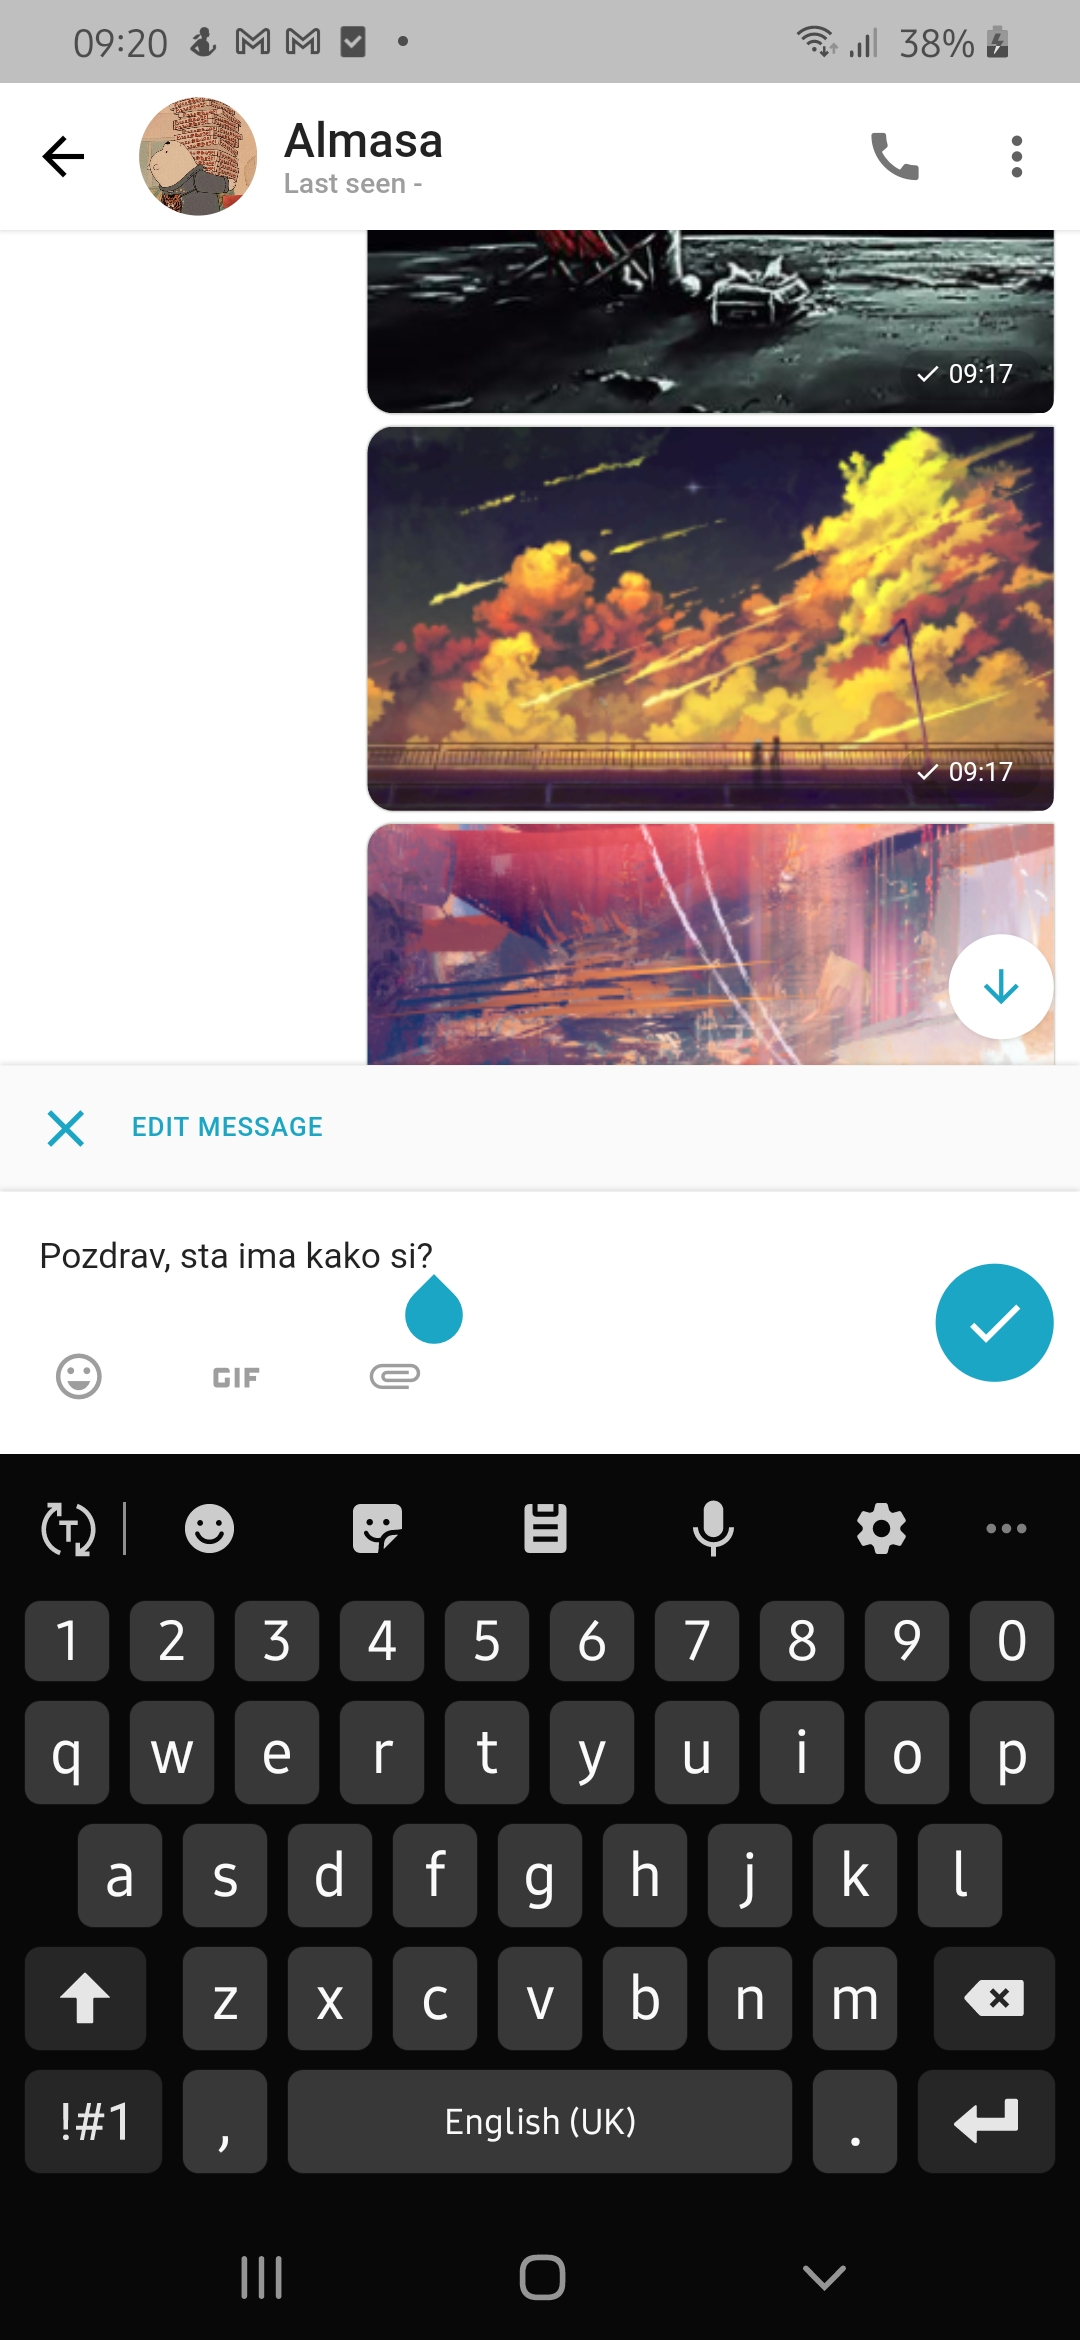 09:20
38%
Almasa
Last seen -
09:17
09:17
EDIT MESSAGE
Pozdrav, sta ima kako si?
GIF
T
1 2 3 4 5 6 7 8 9 0
q w e r t y u i o p
a s d f g h j k l
z x c v b n m
!#1 , English (UK) .